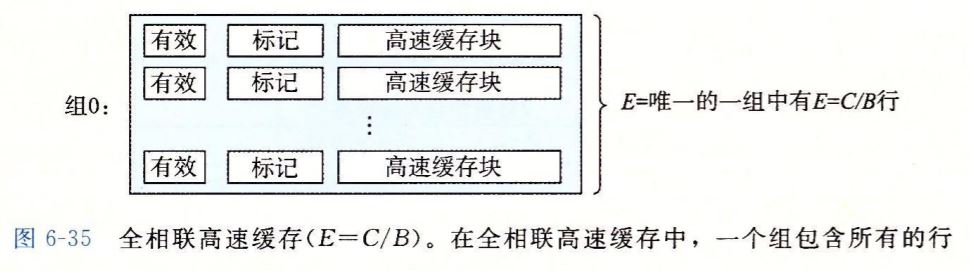 有效 标记 高速缓存块
有效 标记 高速缓存块
组0: E=唯一的一组中有E=C/B行
⋮
有效 标记 高速缓存块
图 6-35 全相联高速缓存(E=C/B)。在全相联高速缓存中，一个组包含所有的行